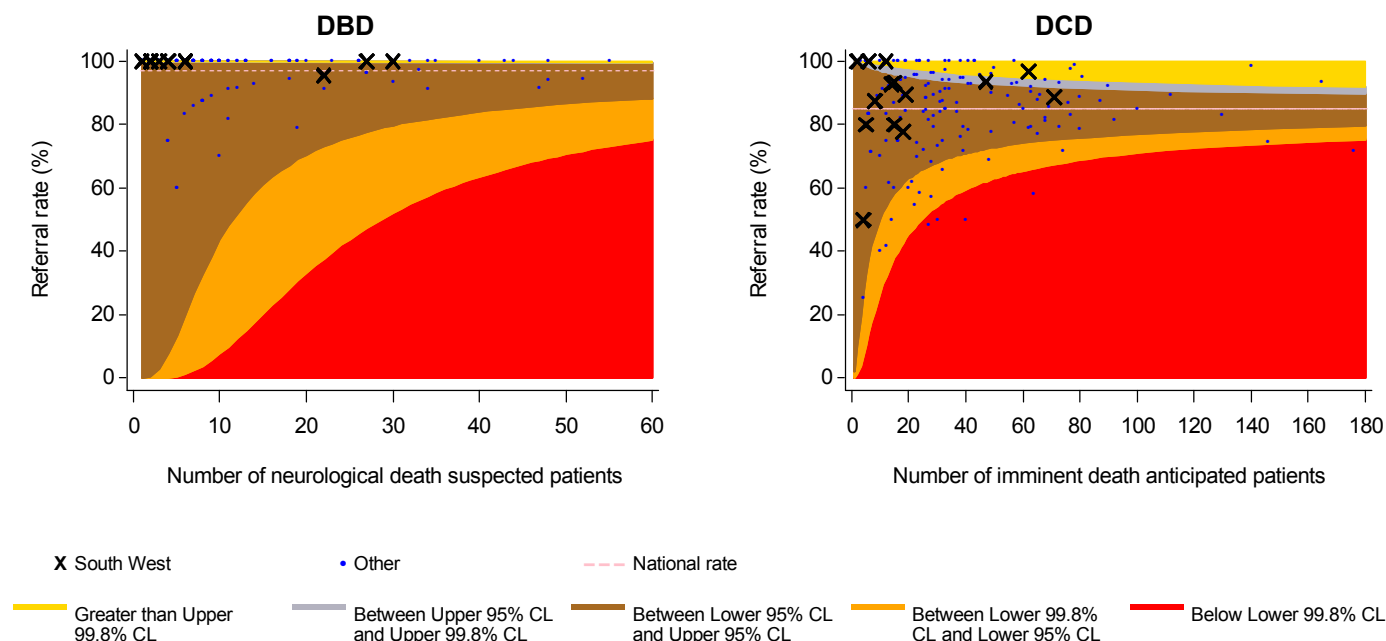 DBD
DCD
100
80
60
40
20
0
Referral rate (%)
0 10 20 30 40 50 60
Number of neurological death suspected patients
100
80
60
40
20
0
Referral rate (%)
0 20 40 60 80 100 120 140 160 180
Number of imminent death anticipated patients
X South West
Other
National rate
Greater than Upper
99.8% CL
Between Upper 95% CL
and Upper 99.8% CL
Between Lower 95% CL
and Upper 95% CL
Between Lower 99.8%
CL and Lower 95% CL
Below Lower 99.8% CL